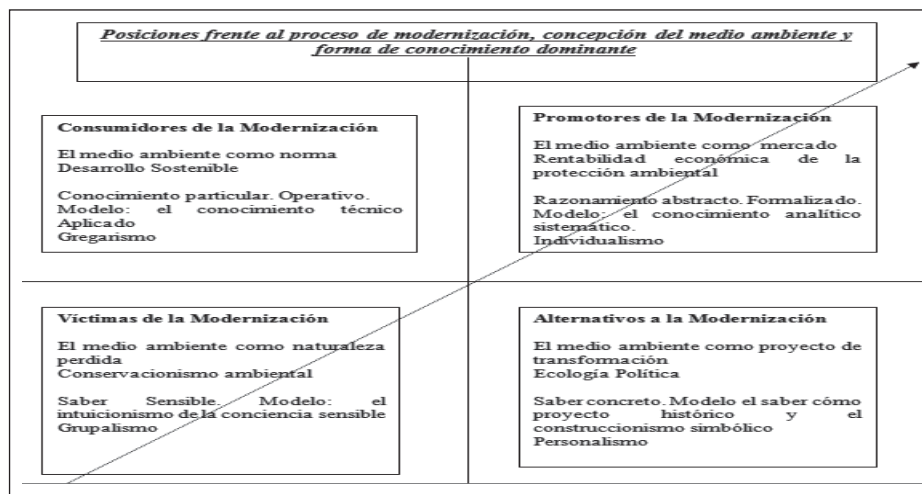 Posiciones frente al proceso de modernización, concepción del medio ambiente y
forma de conocimiento dominante
Consumidores de la Modernización
El medio ambiente como norma
Desarrollo Sostenible
Conocimiento particular. Operativo.
Modelo: el conocimiento técnico
Aplicado
Gregarismo
Promotores de la Modernización
El medio ambiente como mercado
Rentabilidad económica de la
protección ambiental
Razonamiento abstracto. Formalizado.
Modelo: el conocimiento analítico
sistemático.
Individualismo
Víctimas de la Modernización
El medio ambiente como naturaleza
perdida
Conservacionismo ambiental
Saber Sensible. Modelo: el
intuicionismo de la conciencia sensible
Grupalismo
Alternativos a la Modernización
El medio ambiente como proyecto de
transformación
Ecología Política
Saber concreto. Modelo el saber cómo
proyecto histórico y el
construccionismo simbólico
Personalismo